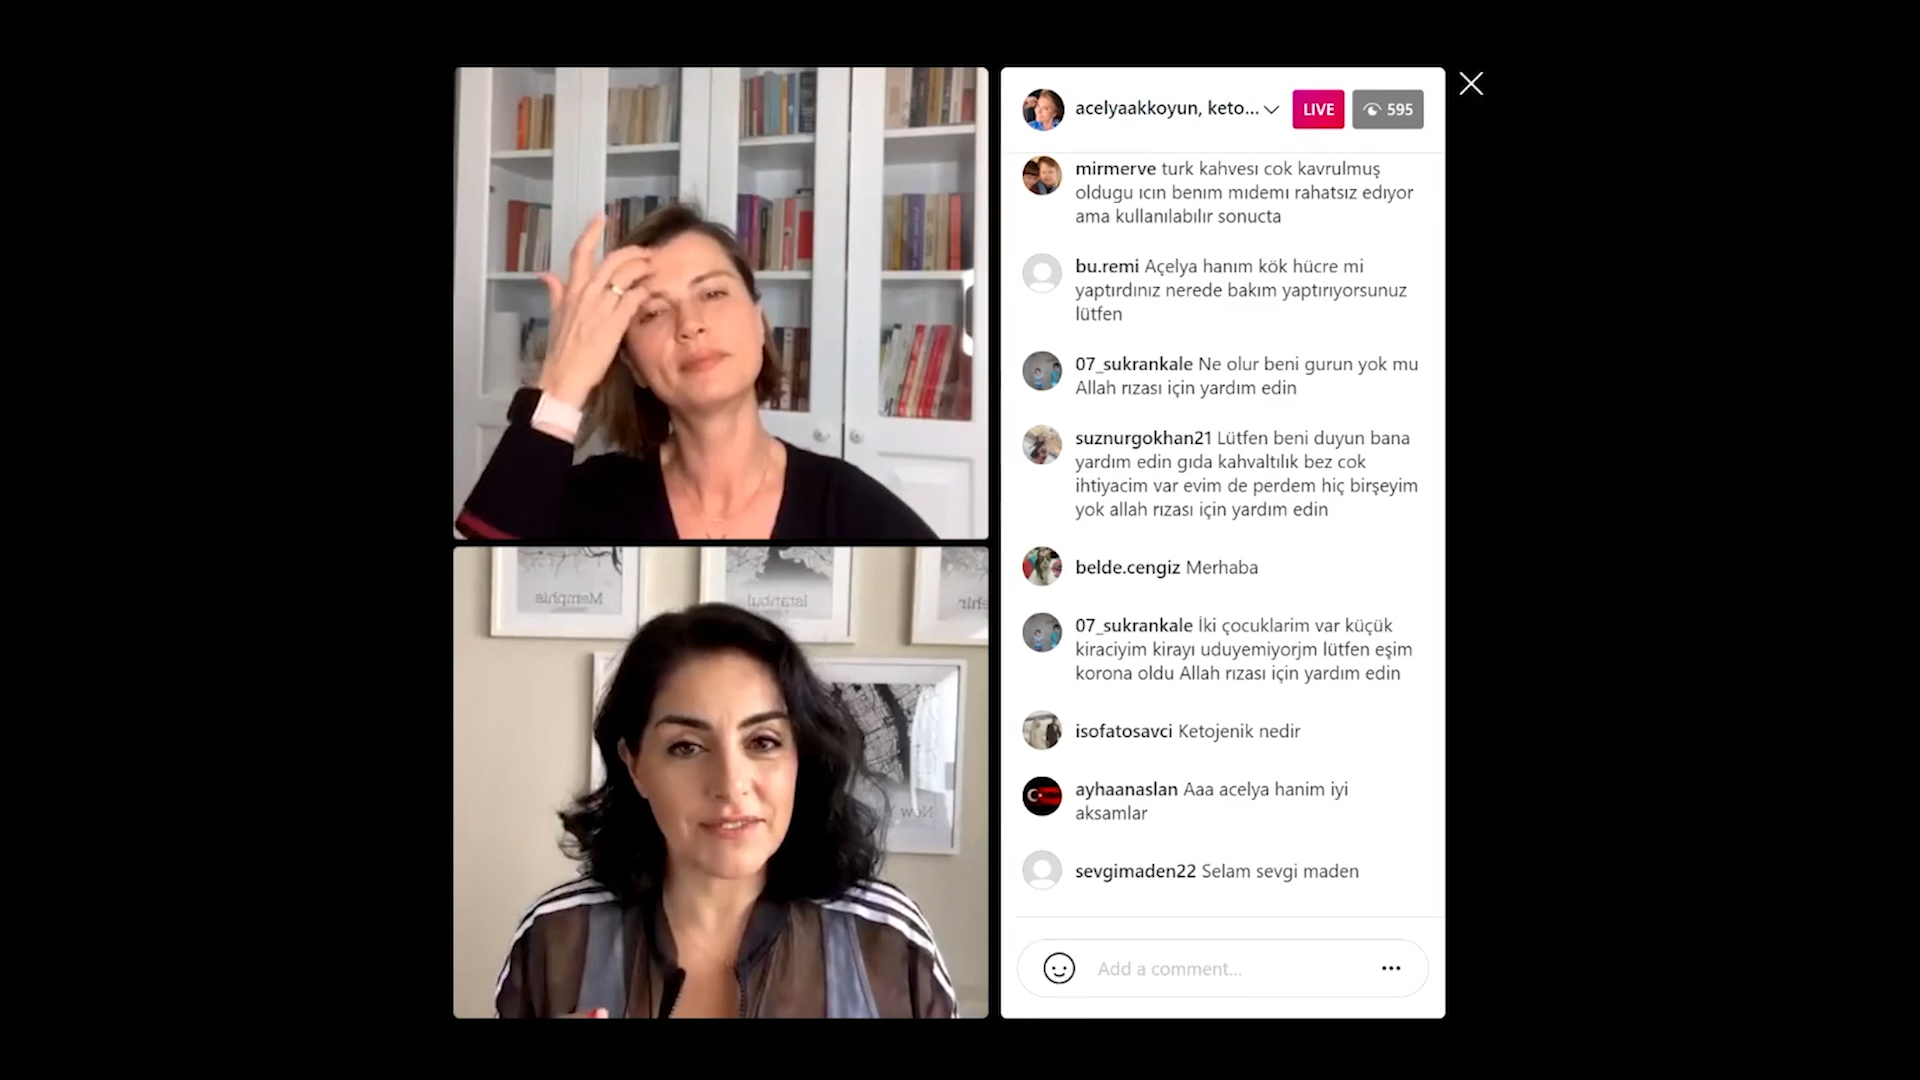 acelyaakkoyun, keto...
LIVE
595
mirmerve turk kahvesı cok kavrulmuş
oldugu ıcın benım mıdemı rahatsız edıyor
ama kullanılabılır sonucta
bu.remi Açelya hanım kök hücre mi
yaptırdınız nerede bakım yaptırıyorsunuz
lütfen
07_sukrankale Ne olur beni gurun yok mu
Allah rızası için yardım edin
suznurgokhan21 Lütfen beni duyun bana
yardım edin gıda kahvaltılık bez cok
ihtiyacim var evim de perdem hiç birşeyim
yok allah rızası için yardım edin
belde.cengiz Merhaba
07_sukrankale İki çocuklarim var küçük
kiraciyim kirayı uduyemiyorjm lütfen eşim
korona oldu Allah rızası için yardım edin
isofatosavci Ketojenik nedir
ayhaanaslan Aaa acelya hanim iyi
aksamlar
sevgimaden22 Selam sevgi maden
Add a comment...
Memphis
Istanbul
New